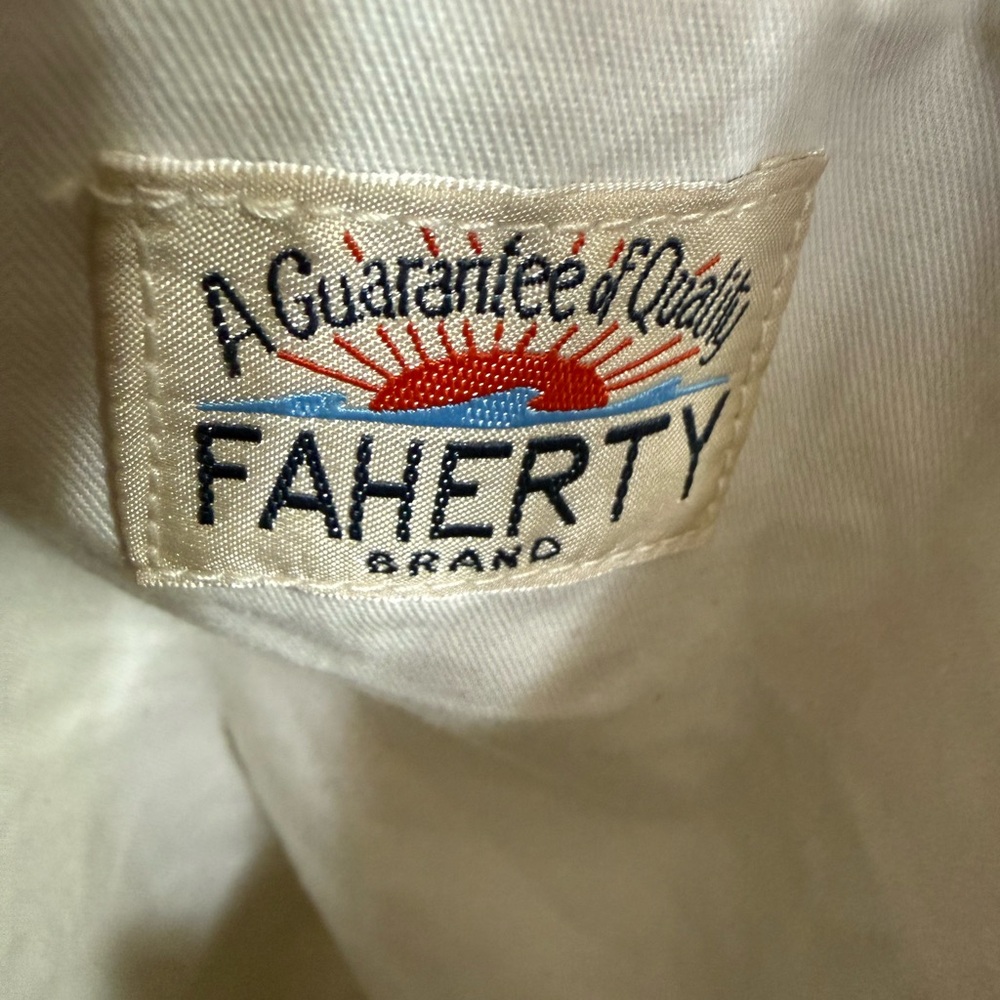 A Guarantee of Quality
FAHERTY
BRAND